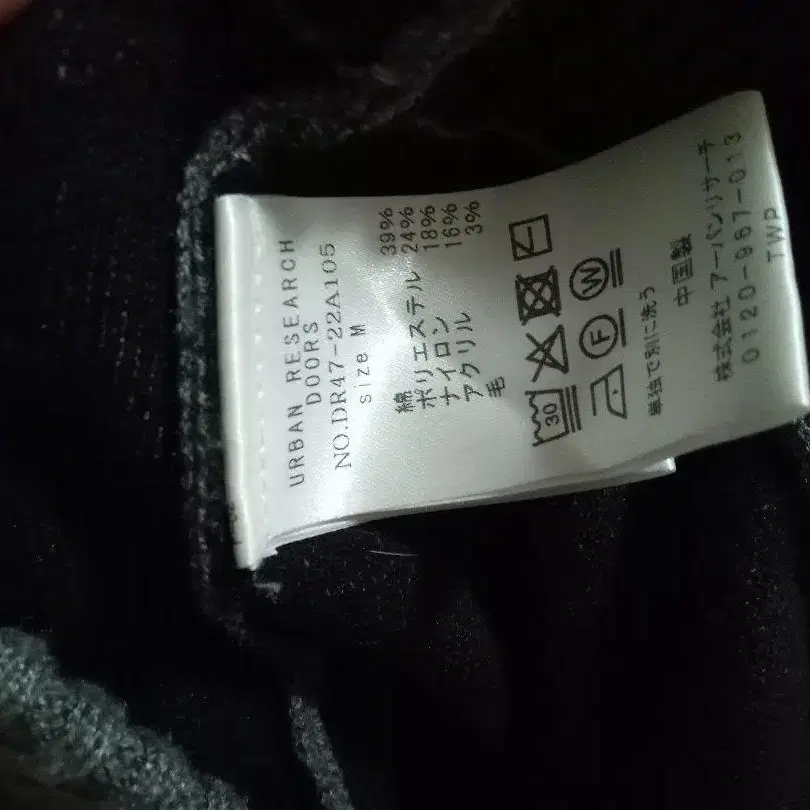 URBAN RESEARCH
DOORS
NO.DR47-22A105
size M
綿 39%
ポリエステル 24%
ナイロン 18%
アクリル 16%
毛 3%
30
F W
単独で別に洗う
中国製
株式会社 アーバンリサーチ
0120-967-013
TWP